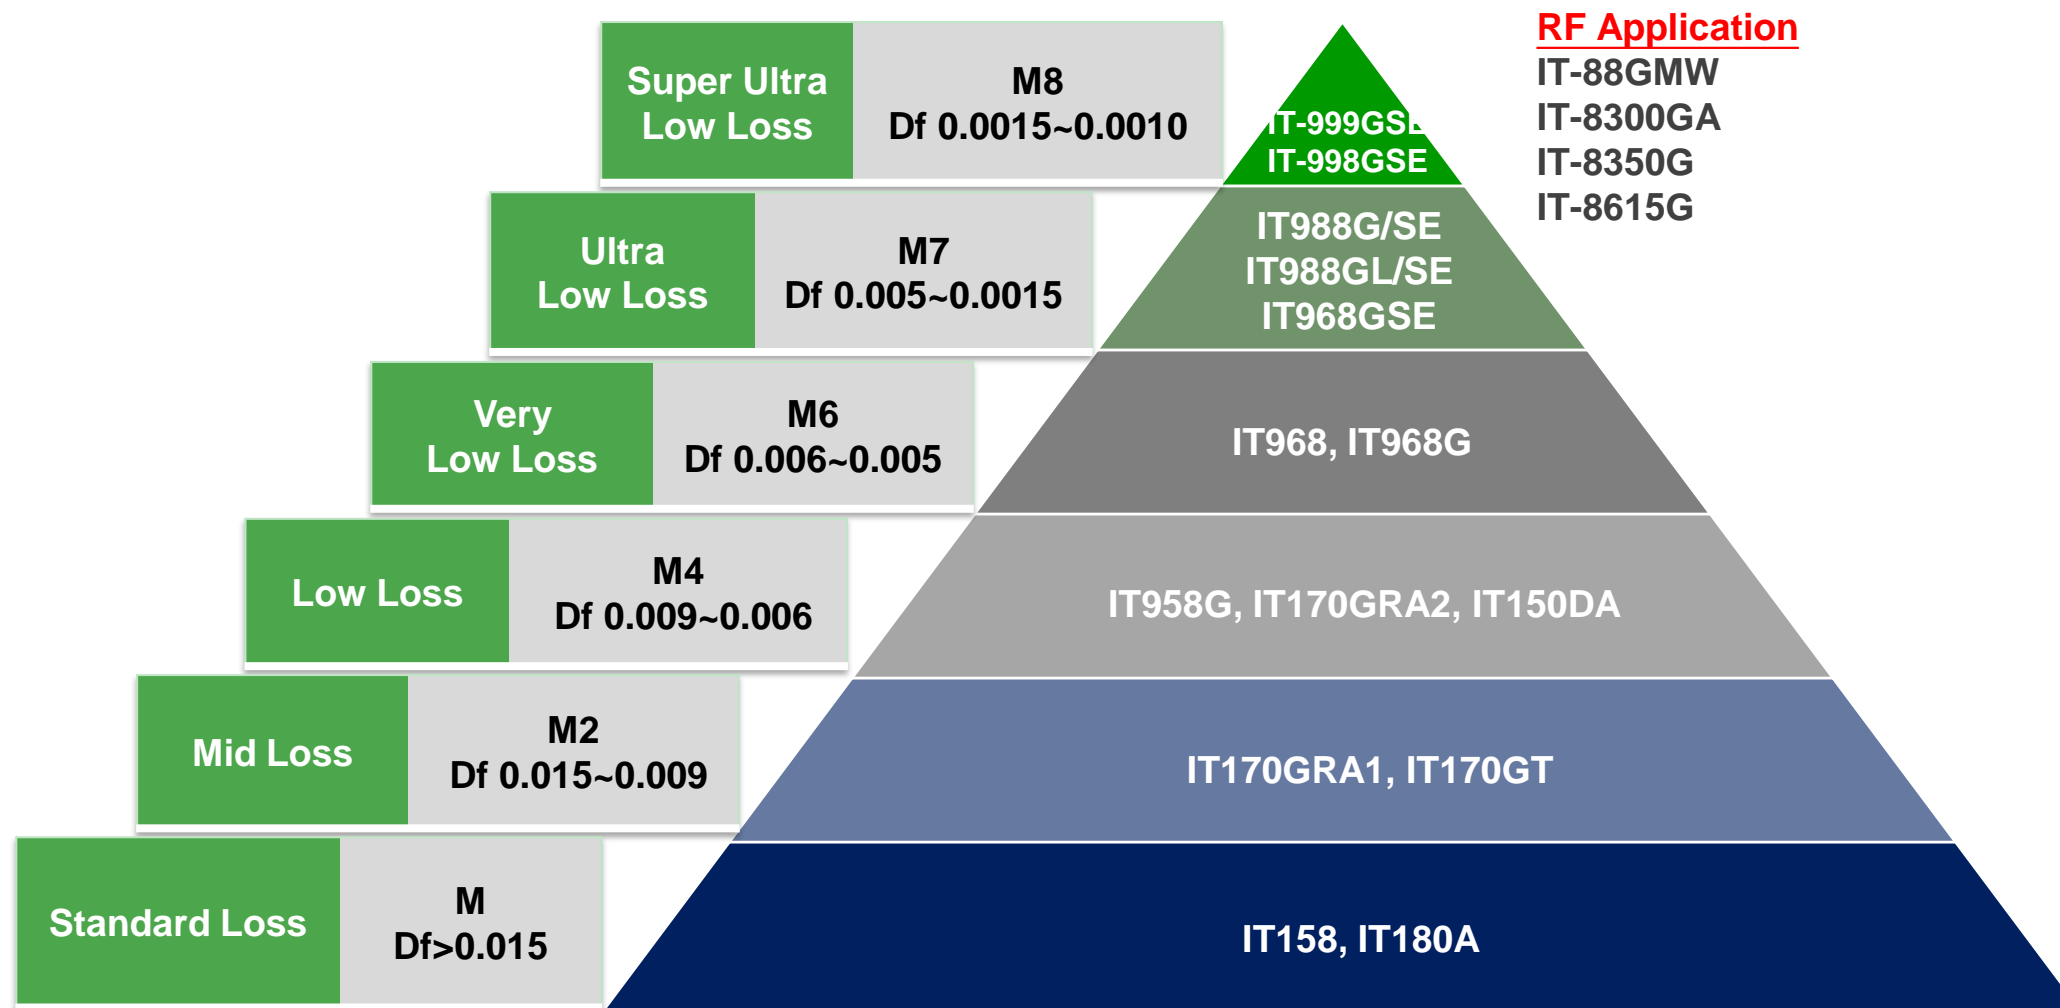 RF Application
IT-88GMW
IT-8300GA
IT-8350G
IT-8615G
Super Ultra
Low Loss
M8
Df 0.0015~0.0010
IT-999GSE
IT-998GSE
Ultra
Low Loss
M7
Df 0.005~0.0015
IT988G/SE
IT988GL/SE
IT968GSE
Very
Low Loss
M6
Df 0.006~0.005
IT968, IT968G
Low Loss
M4
Df 0.009~0.006
IT958G, IT170GRA2, IT150DA
Mid Loss
M2
Df 0.015~0.009
IT170GRA1, IT170GT
Standard Loss
M
Df>0.015
IT158, IT180A